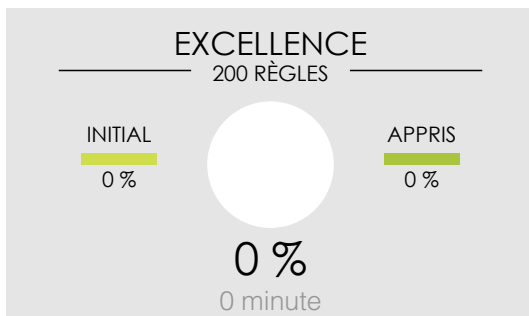 EXCELLENCE
200 RÈGLES
INITIAL
0 %
APPRIS
0 %
0 %
0 minute